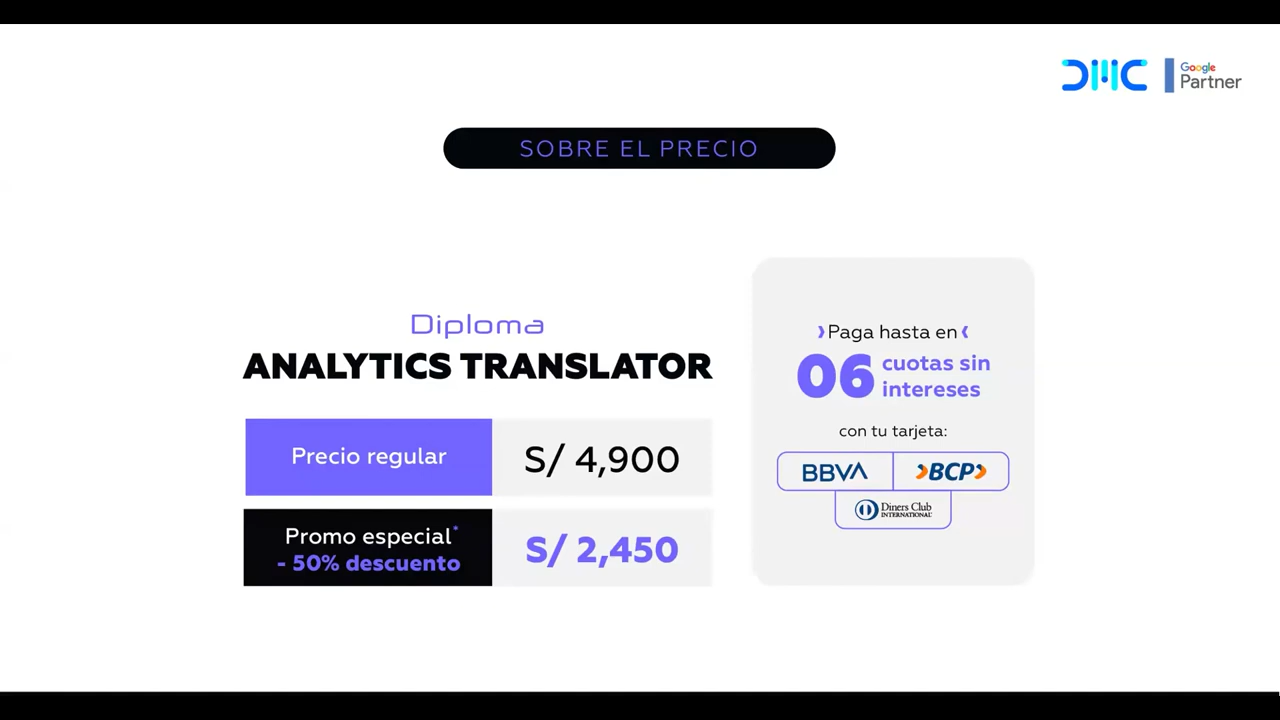 DMC
Google
Partner
SOBRE EL PRECIO
Diploma
ANALYTICS TRANSLATOR
Precio regular
S/ 4,900
Promo especial*
- 50% descuento
S/ 2,450
Paga hasta en
06 cuotas sin
intereses
con tu tarjeta:
BBVA
BCP
Diners Club
INTERNATIONAL